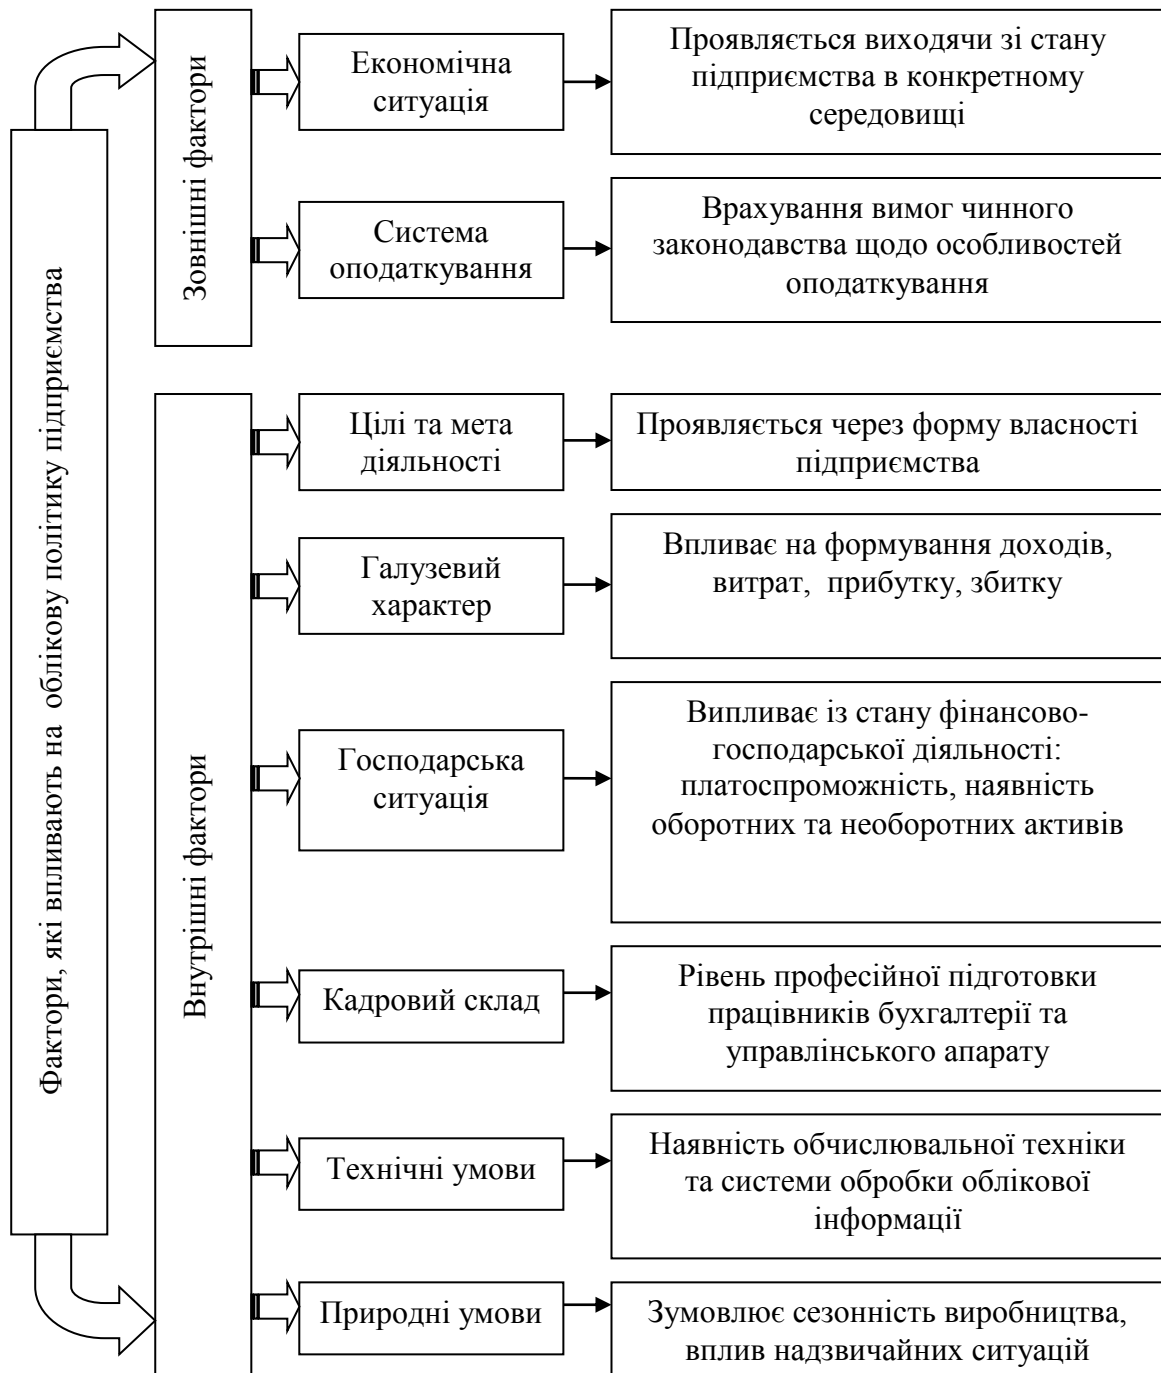 Фактори, які впливають на облікову політику підприємства
Зовнішні фактори
Економічна
ситуація
Проявляється виходячи зі стану
підприємства в конкретному
середовищі
Система
оподаткування
Врахування вимог чинного
законодавства щодо особливостей
оподаткування
Внутрішні фактори
Цілі та мета
діяльності
Проявляється через форму власності
підприємства
Галузевий
характер
Впливає на формування доходів,
витрат, прибутку, збитку
Господарська
ситуація
Випливає із стану фінансово-
господарської діяльності:
платоспроможність, наявність
оборотних та необоротних активів
Кадровий склад
Рівень професійної підготовки
працівників бухгалтерії та
управлінського апарату
Технічні умови
Наявність обчислювальної техніки
та системи обробки облікової
інформації
Природні умови
Зумовлює сезонність виробництва,
вплив надзвичайних ситуацій